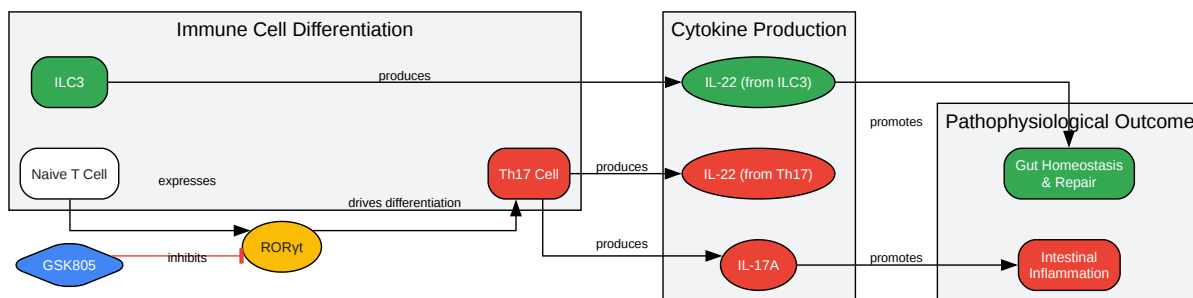 Immune Cell Differentiation
Cytokine Production
ILC3
produces
IL-22 (from ILC3)
promotes
Pathophysiological Outcome
Naive T Cell
expresses
Th17 Cell
produces
IL-22 (from Th17)
Gut Homeostasis
& Repair
drives differentiation
RORγt
GSK805
inhibits
produces
IL-17A
promotes
Intestinal
Inflammation